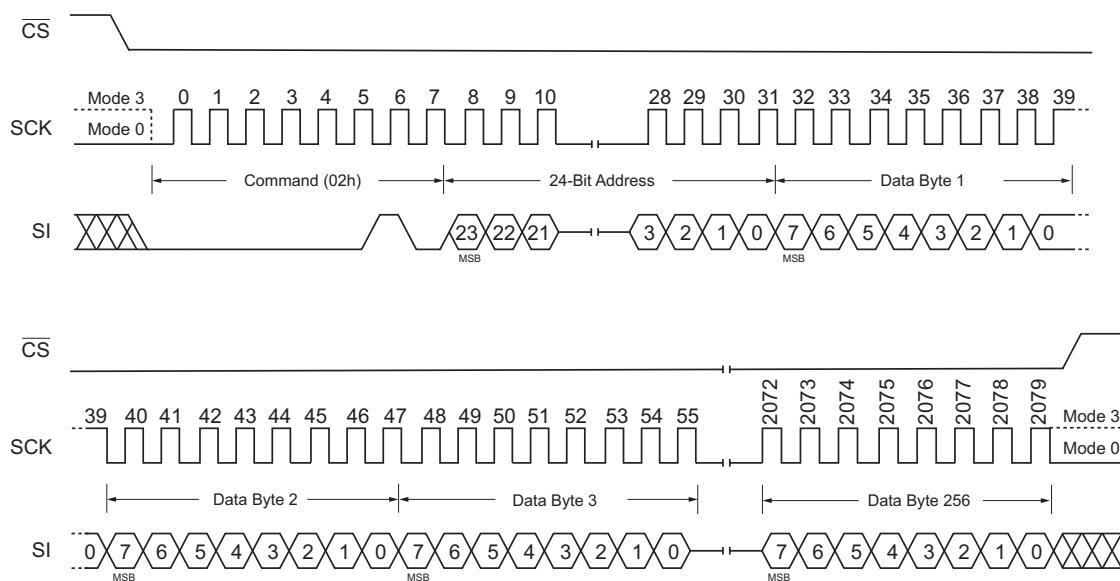 CS
Mode 3
0 1 2 3 4 5 6 7 8 9 10 28 29 30 31 32 33 34 35 36 37 38 39
SCK
Mode 0
Command (02h) 24-Bit Address Data Byte 1
SI 23 22 21 3 2 1 0 7 6 5 4 3 2 1 0
MSB MSB
CS
39 40 41 42 43 44 45 46 47 48 49 50 51 52 53 54 55 2072 2073 2074 2075 2076 2077 2078 2079
Mode 3
SCK
Mode 0
Data Byte 2 Data Byte 3 Data Byte 256
SI 0 7 6 5 4 3 2 1 0 7 6 5 4 3 2 1 0 7 6 5 4 3 2 1 0
MSB MSB MSB